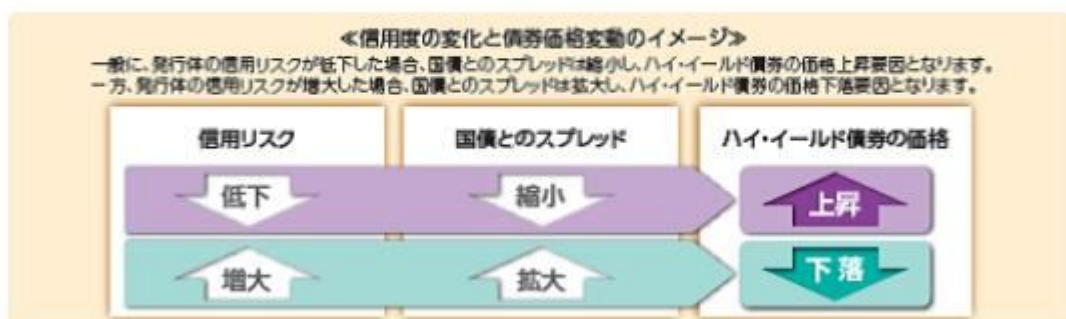 ≪信用度の変化と債券価格変動のイメージ≫
一般に、発行体の信用リスクが低下した場合、国債とのスプレッドは縮小し、ハイ・イールド債券の価格上昇要因となります。
一方、発行体の信用リスクが増大した場合、国債とのスプレッドは拡大し、ハイ・イールド債券の価格下落要因となります。
信用リスク 国債とのスプレッド ハイ・イールド債券の価格
低下 縮小 上昇
増大 拡大 下落